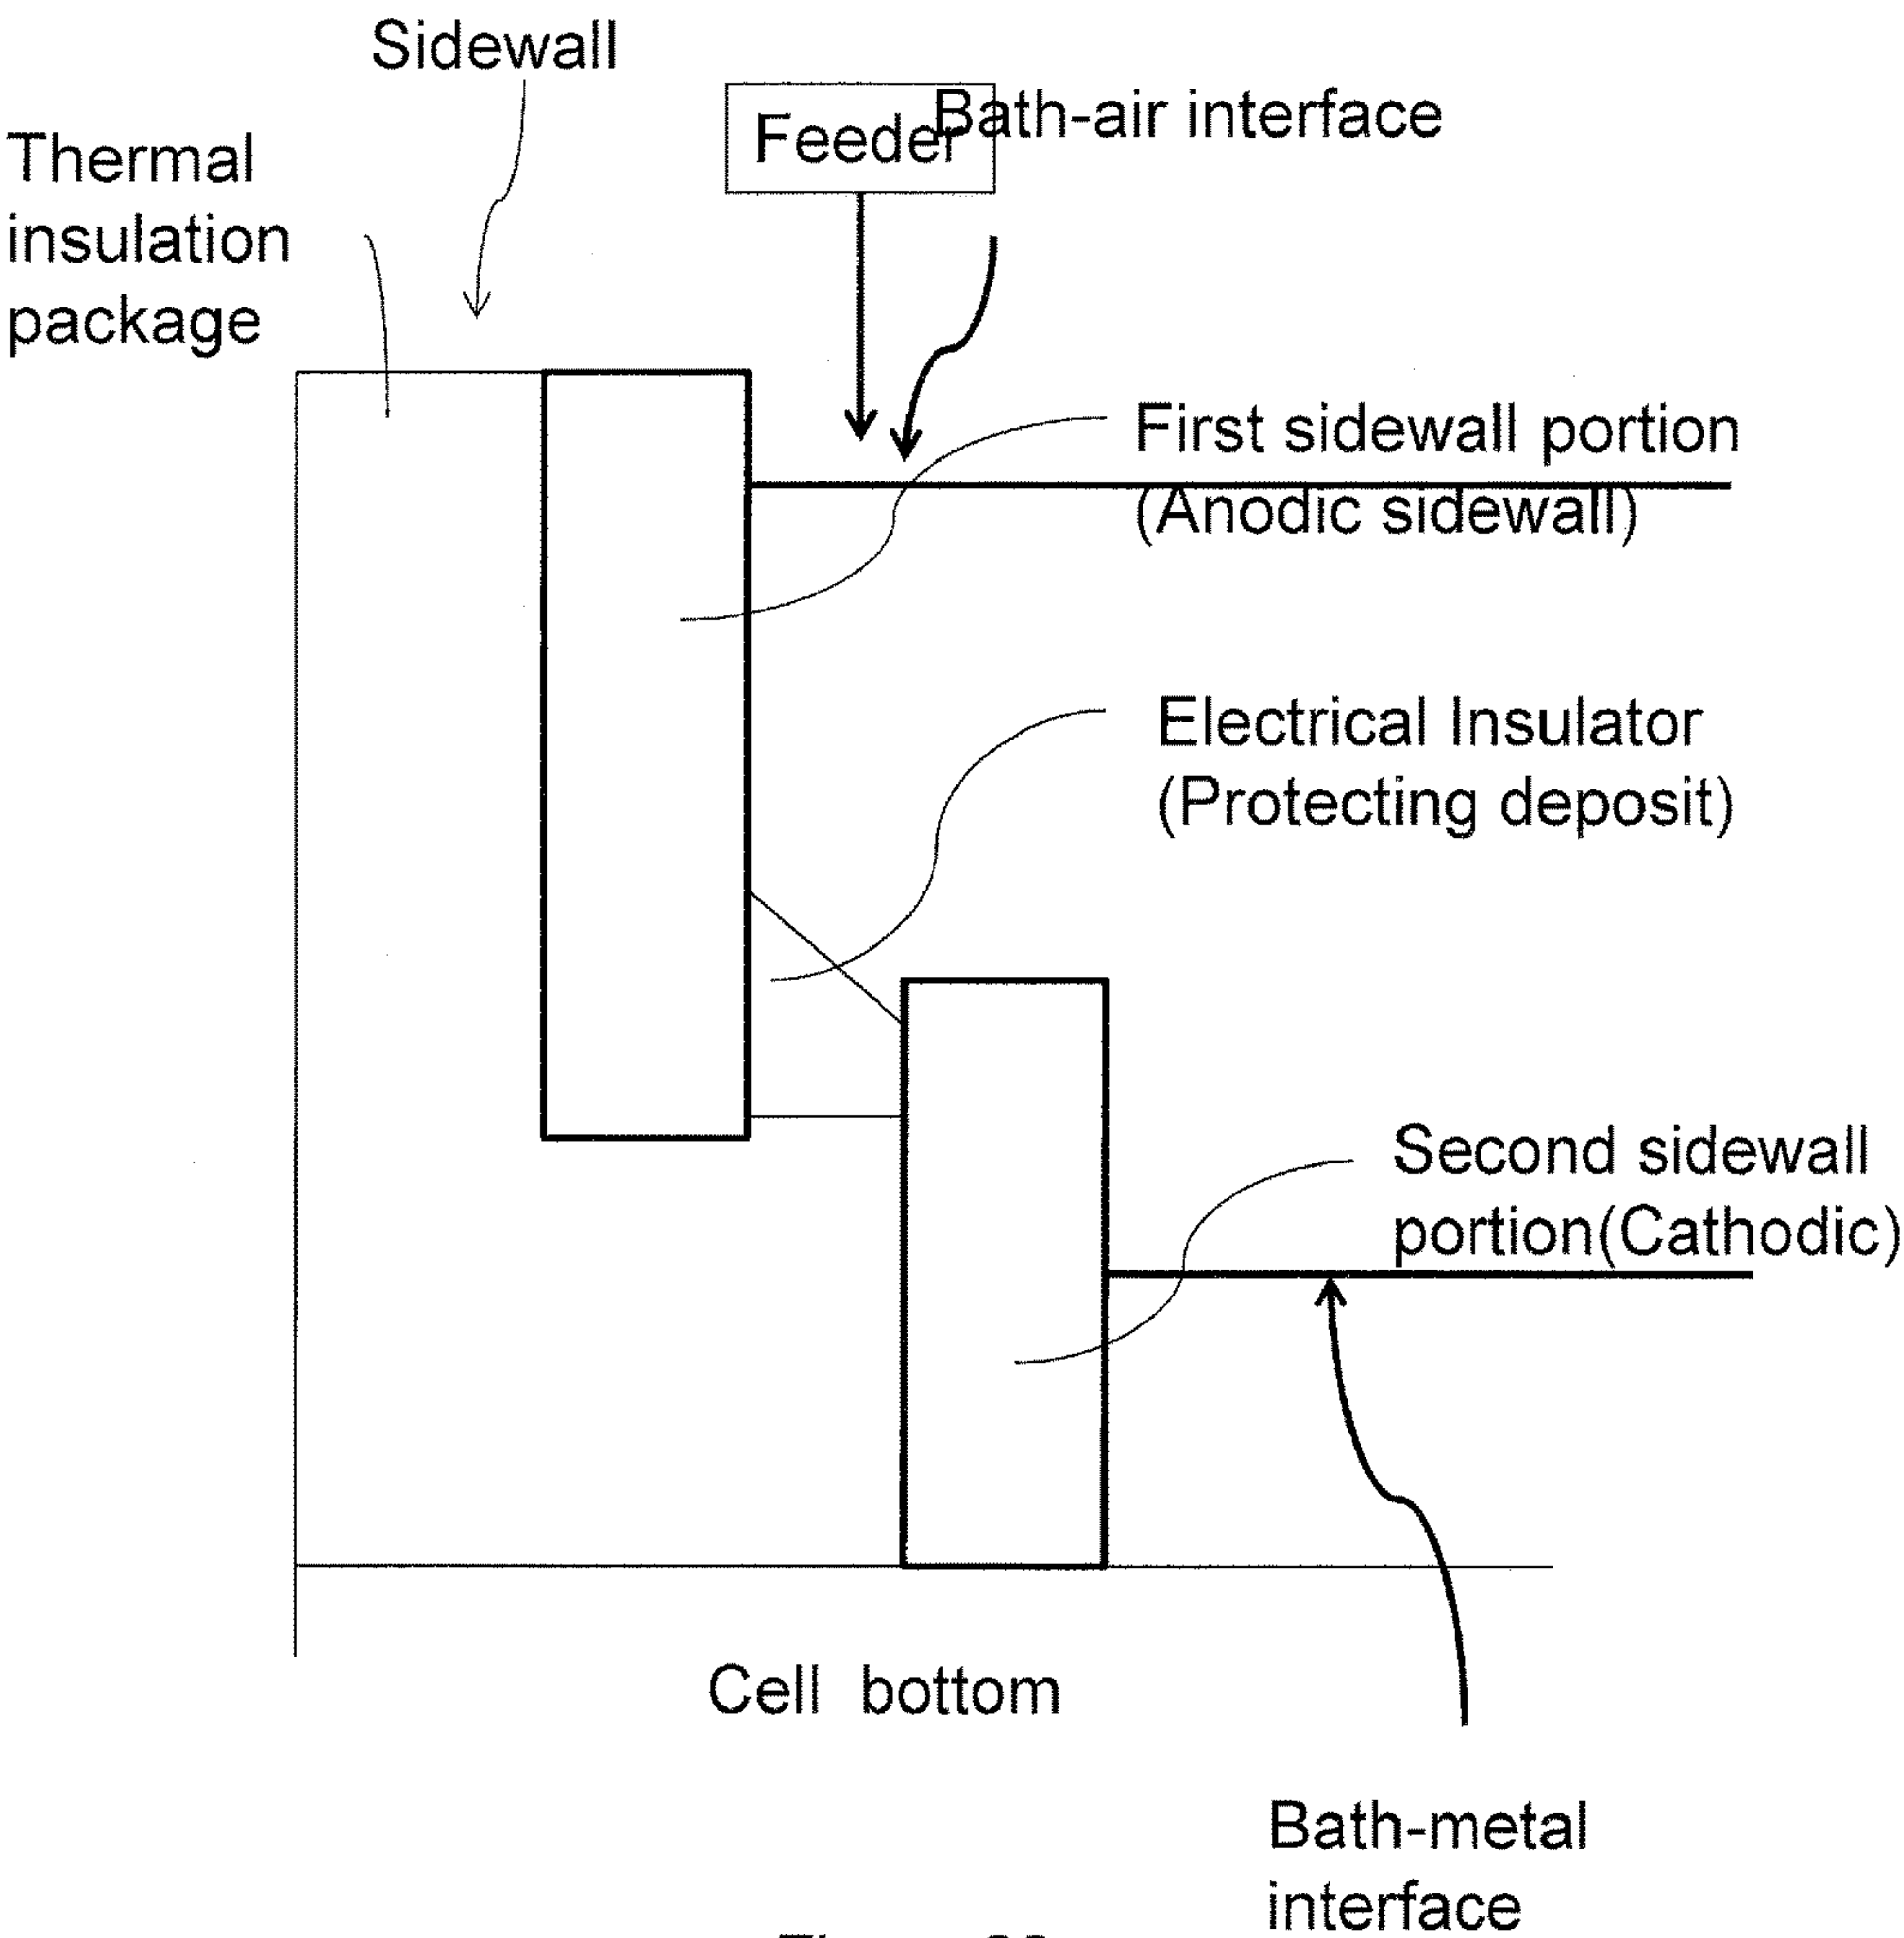 Sidewall
Feeder
Bath-air interface
Thermal
insulation
package
First sidewall portion
(Anodic sidewall)
Electrical Insulator
(Protecting deposit)
Second sidewall
portion(Cathodic)
Cell bottom
Bath-metal
interface